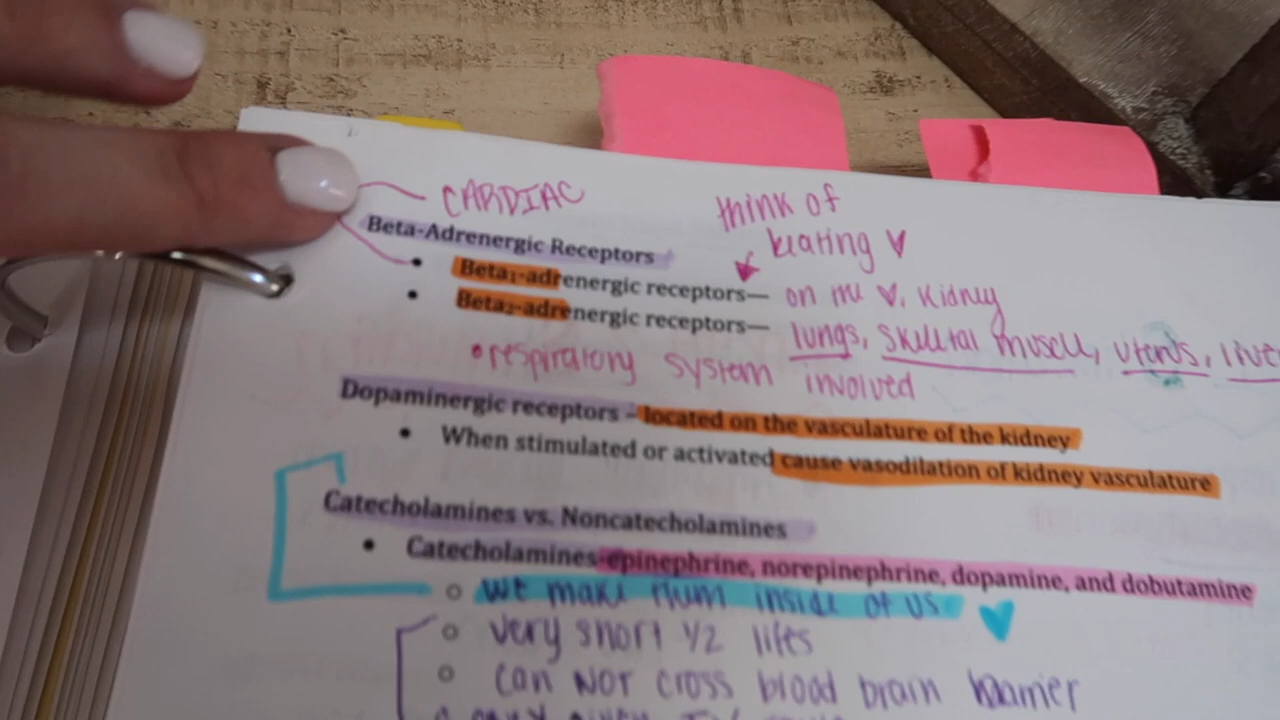 CARDIAC
think of
beating ♥
Beta-Adrenergic Receptors
• Beta₁-adrenergic receptors— on the ♥, kidney
• Beta₂-adrenergic receptors— lungs, skeletal muscle, uterus, live
• respiratory system involved
Dopaminergic receptors – located on the vasculature of the kidney
• When stimulated or activated cause vasodilation of kidney vasculature
Catecholamines vs. Noncatecholamines
• Catecholamines-epinephrine, norepinephrine, dopamine, and dobutamine
○ we make them inside of us ♥
○ very short 1/2 lifes
○ can NOT cross blood brain barrier